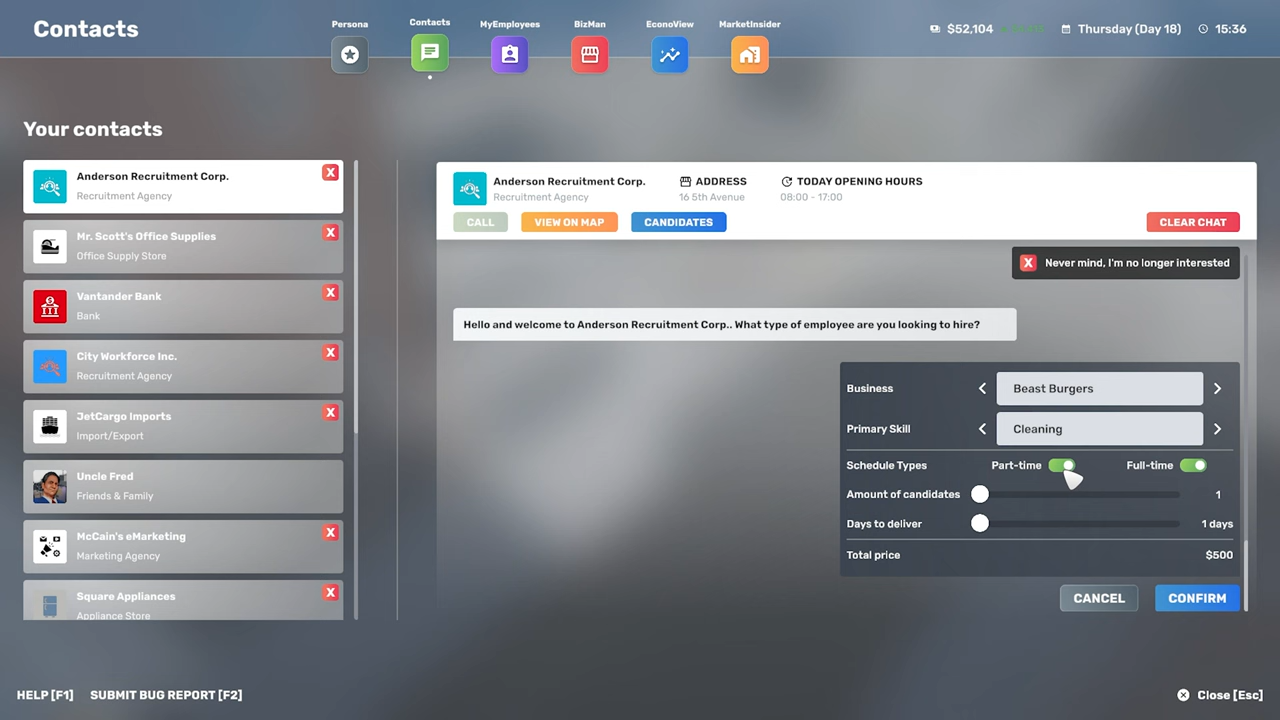 Contacts
Persona
Contacts
MyEmployees
BizMan
EconoView
MarketInsider
$52,104
Thursday (Day 18)
15:36
Your contacts
Anderson Recruitment Corp.
Recruitment Agency
X
Mr. Scott's Office Supplies
Office Supply Store
X
Vantander Bank
Bank
X
City Workforce Inc.
Recruitment Agency
X
JetCargo Imports
Import/Export
X
Uncle Fred
Friends & Family
McCain's eMarketing
Marketing Agency
X
Square Appliances
Appliance Store
X
Anderson Recruitment Corp.
Recruitment Agency
ADDRESS
16 5th Avenue
TODAY OPENING HOURS
08:00 - 17:00
CALL
VIEW ON MAP
CANDIDATES
CLEAR CHAT
X Never mind, I'm no longer interested
Hello and welcome to Anderson Recruitment Corp.. What type of employee are you looking to hire?
Business Beast Burgers
Primary Skill Cleaning
Schedule Types Part-time Full-time
Amount of candidates 1
Days to deliver 1 days
Total price $500
CANCEL
CONFIRM
HELP [F1]
SUBMIT BUG REPORT [F2]
Close [Esc]